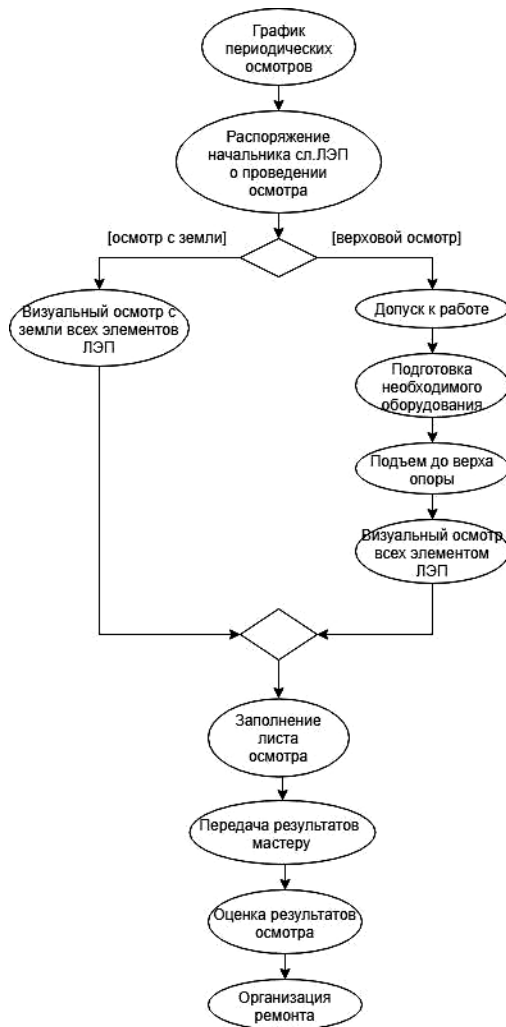 График
периодических
осмотров
Распоряжение
начальника сл.ЛЭП
о проведении
осмотра
[осмотр с земли]
[верховой осмотр]
Визуальный осмотр с
земли всех элементов
ЛЭП
Допуск к работе
Подготовка
необходимого
оборудования
Подъем до верха
опоры
Визуальный осмотр
всех элементом
ЛЭП
Заполнение
листа
осмотра
Передача результатов
мастеру
Оценка результатов
осмотра
Организация
ремонта